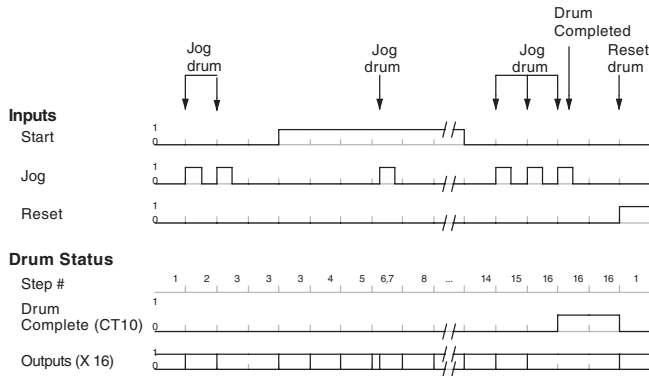 Drum
Completed
Jog
drum
Jog
drum
Jog
drum
Reset
drum
Inputs
Start
1
0
Jog
1
0
Reset
1
0
Drum Status
Step #
1 2 3 3 3 4 5 6,7 8 ... 14 15 16 16 16 1
Drum
Complete (CT10)
1
0
Outputs (X 16)
1
0